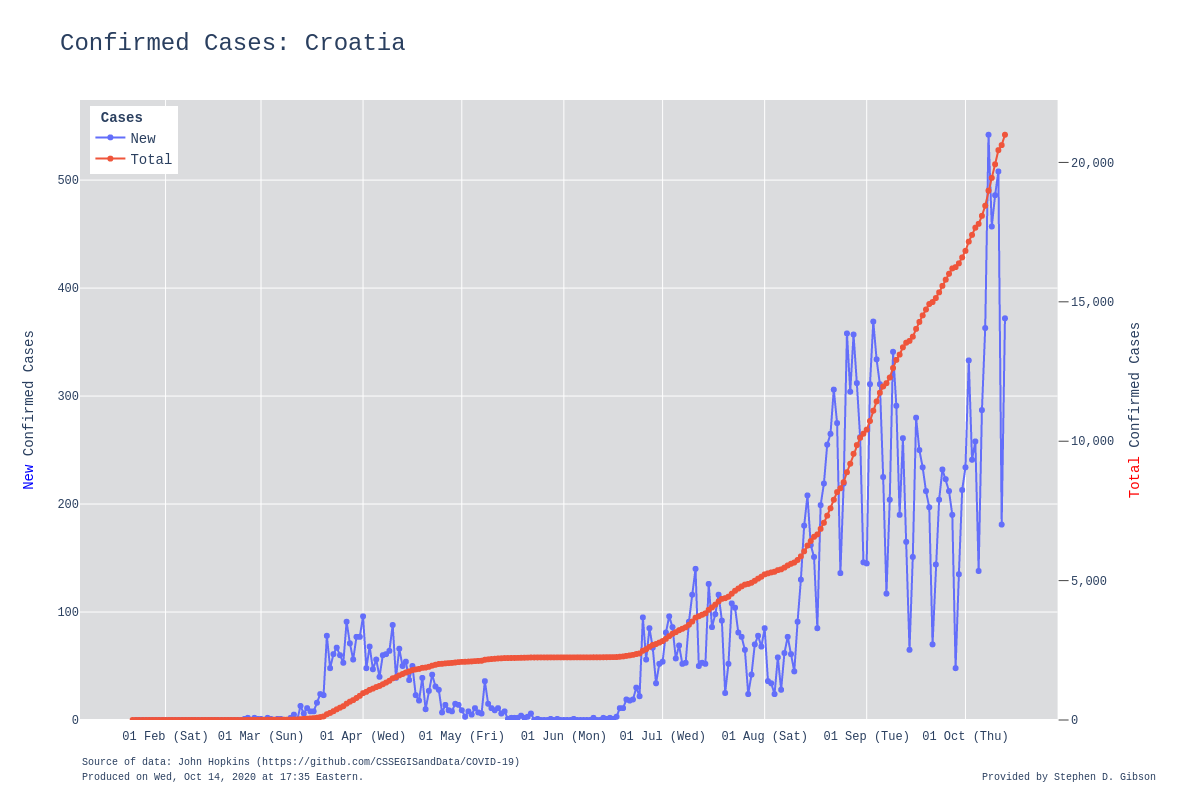 Confirmed Cases: Croatia
Cases
New
Total
500
400
300
200
100
0
20,000
15,000
10,000
5,000
0
New Confirmed Cases
Total Confirmed Cases
01 Feb (Sat) 01 Mar (Sun) 01 Apr (Wed) 01 May (Fri) 01 Jun (Mon) 01 Jul (Wed) 01 Aug (Sat) 01 Sep (Tue) 01 Oct (Thu)
Source of data: John Hopkins (https://github.com/CSSEGISandData/COVID-19)
Produced on Wed, Oct 14, 2020 at 17:35 Eastern.
Provided by Stephen D. Gibson